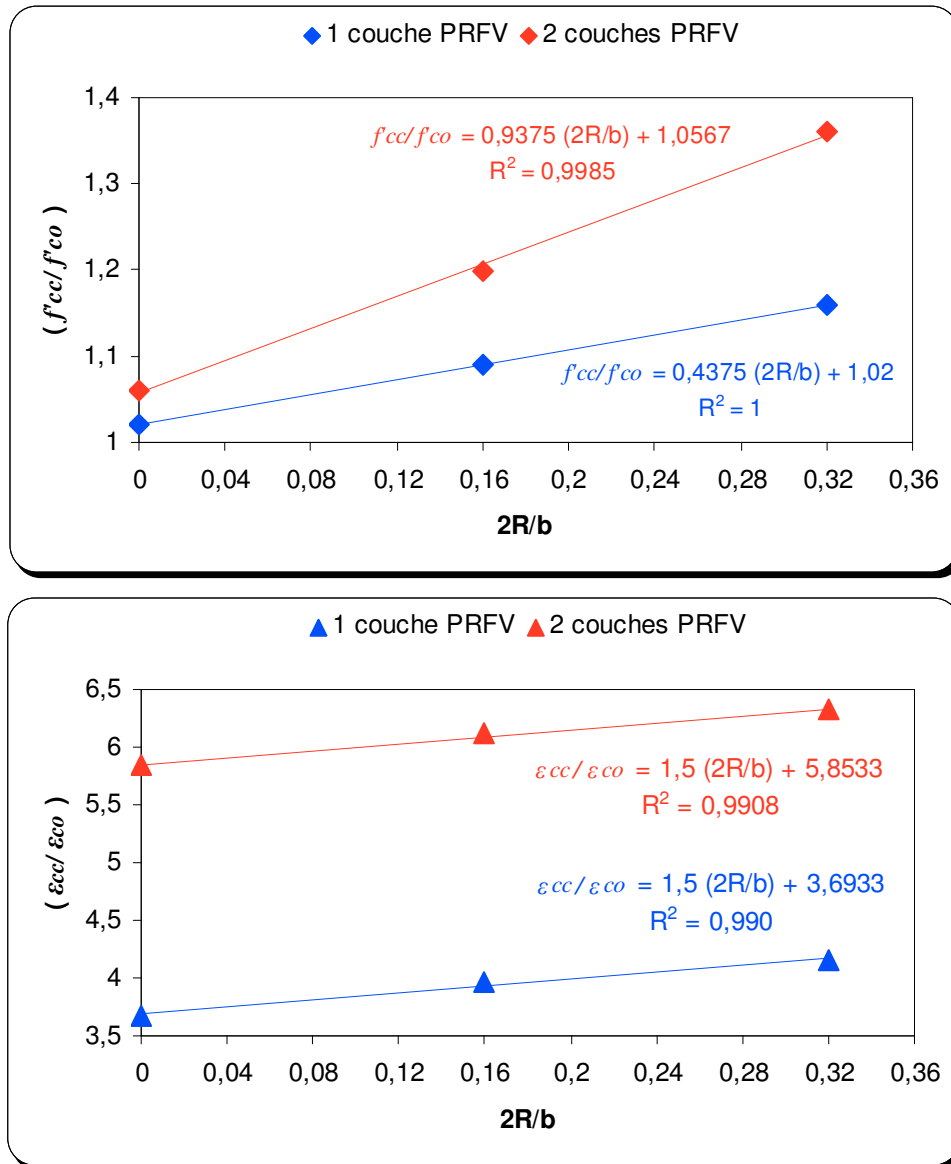 1 couche PRFV 2 couches PRFV
1,4
1,3
1,2
1,1
1
(f'cc/f'co)
f'cc/f'co = 0,9375 (2R/b) + 1,0567
R² = 0,9985
f'cc/f'co = 0,4375 (2R/b) + 1,02
R² = 1
0 0,04 0,08 0,12 0,16 0,2 0,24 0,28 0,32 0,36
2R/b
1 couche PRFV 2 couches PRFV
6,5
6
5,5
5
4,5
4
3,5
(εcc/εco)
εcc/εco = 1,5 (2R/b) + 5,8533
R² = 0,9908
εcc/εco = 1,5 (2R/b) + 3,6933
R² = 0,990
0 0,04 0,08 0,12 0,16 0,2 0,24 0,28 0,32 0,36
2R/b